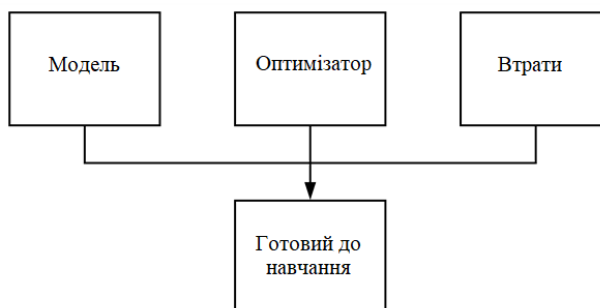 Модель
Оптимізатор
Втрати
Готовий до
навчання